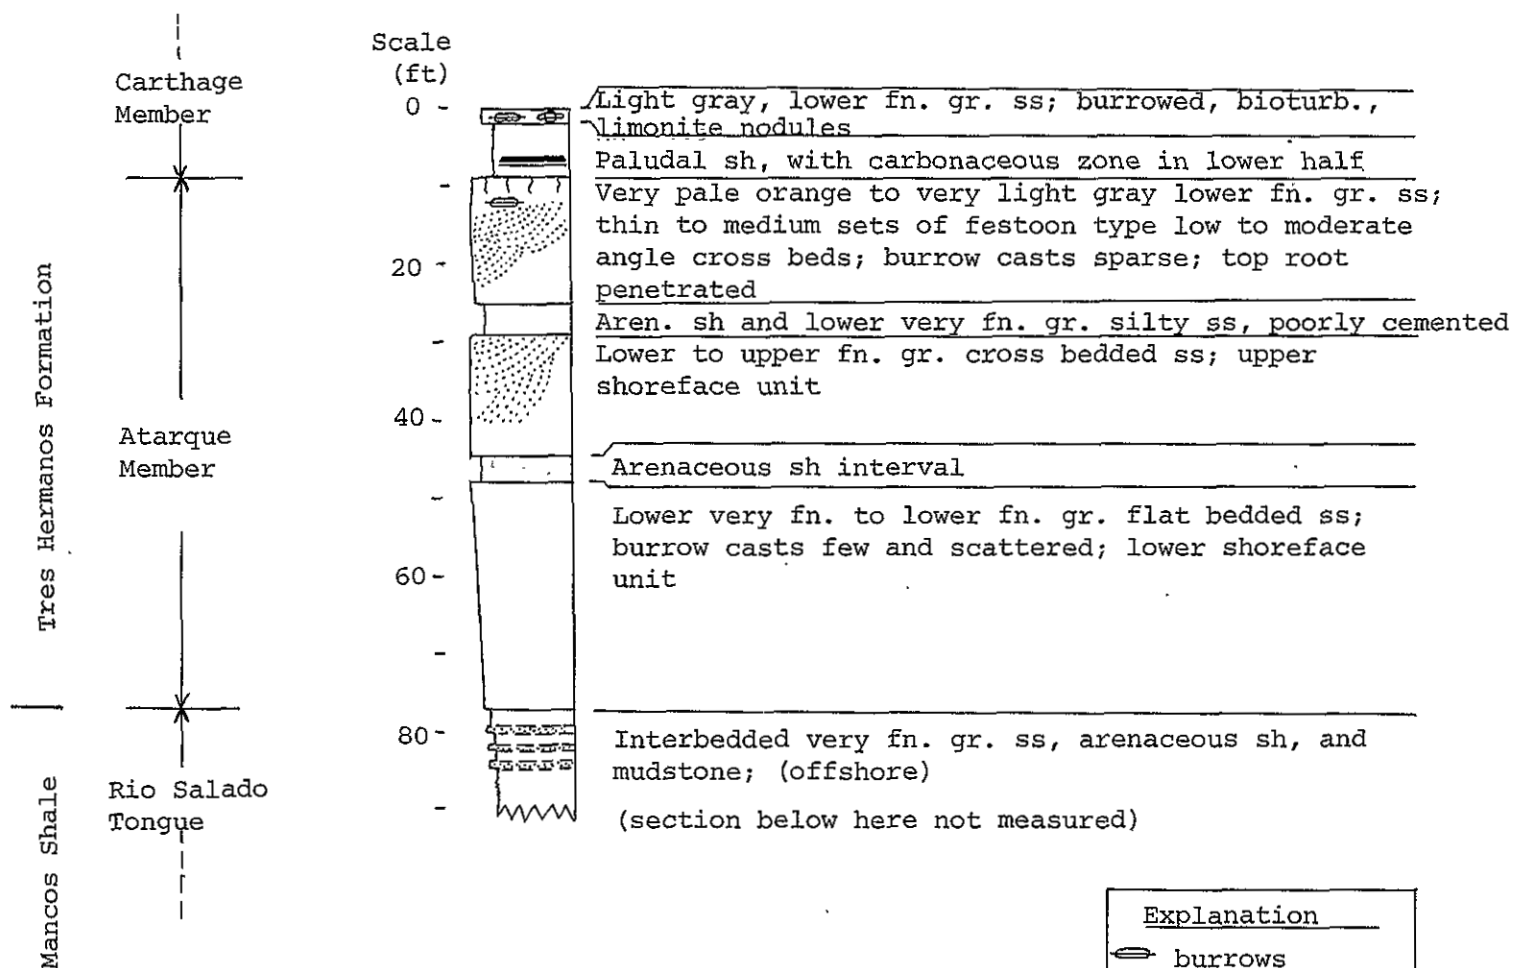 Scale
(ft)
0
20
40
60
80
Carthage
Member
Atarque
Member
Rio Salado
Tongue
Tres Hermanos Formation
Mancos Shale
Light gray, lower fn. gr. ss; burrowed, bioturb.,
limonite nodules
Paludal sh, with carbonaceous zone in lower half
Very pale orange to very light gray lower fn. gr. ss;
thin to medium sets of festoon type low to moderate
angle cross beds; burrow casts sparse; top root
penetrated
Aren. sh and lower very fn. gr. silty ss, poorly cemented
Lower to upper fn. gr. cross bedded ss; upper
shoreface unit
Arenaceous sh interval
Lower very fn. to lower fn. gr. flat bedded ss;
burrow casts few and scattered; lower shoreface
unit
Interbedded very fn. gr. ss, arenaceous sh, and
mudstone; (offshore)
(section below here not measured)
Explanation
burrows